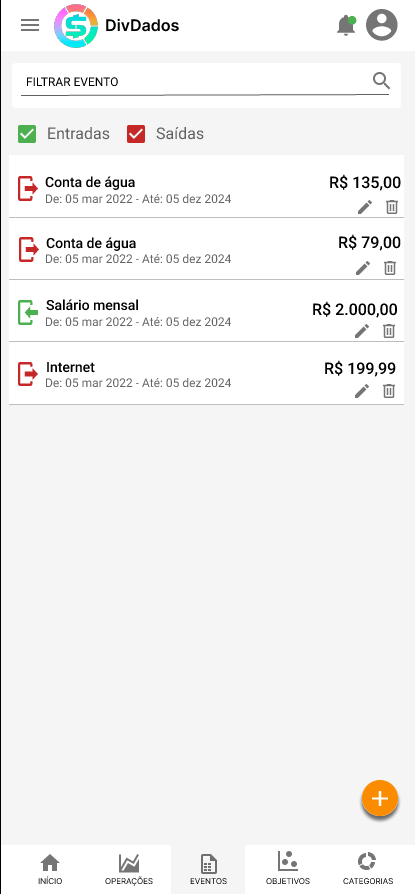 DivDados
FILTRAR EVENTO
Entradas Saídas
Conta de água R$ 135,00
De: 05 mar 2022 - Até: 05 dez 2024
Conta de água R$ 79,00
De: 05 mar 2022 - Até: 05 dez 2024
Salário mensal R$ 2.000,00
De: 05 mar 2022 - Até: 05 dez 2024
Internet R$ 199,99
De: 05 mar 2022 - Até: 05 dez 2024
INÍCIO OPERAÇÕES EVENTOS OBJETIVOS CATEGORIAS